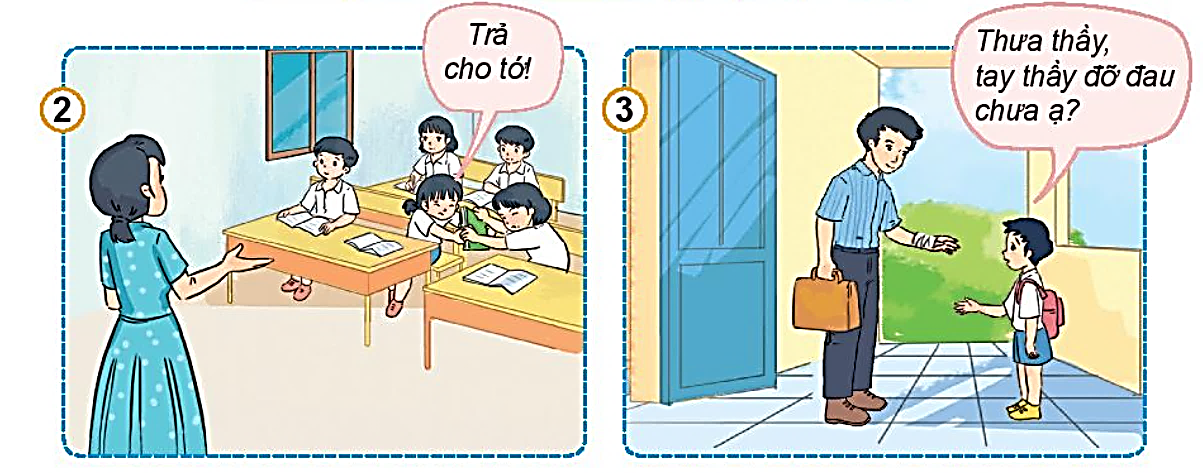 2
Trả
cho tớ!
3
Thưa thầy,
tay thầy đỡ đau
chưa ạ?